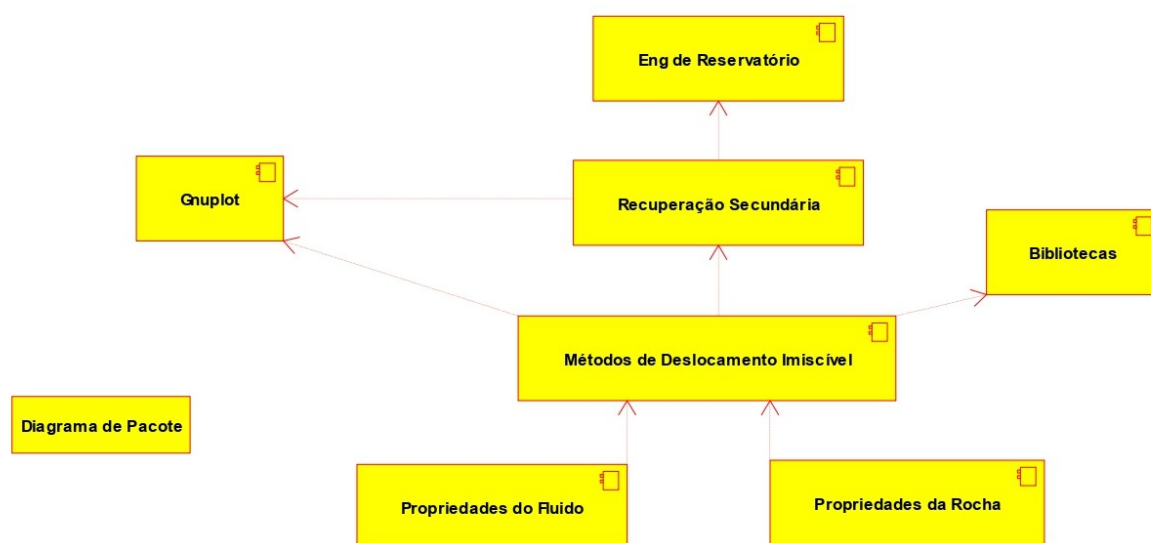 Eng de Reservatório
Gnuplot
Recuperação Secundária
Bibliotecas
Métodos de Deslocamento Imiscível
Diagrama de Pacote
Propriedades do Fluido
Propriedades da Rocha